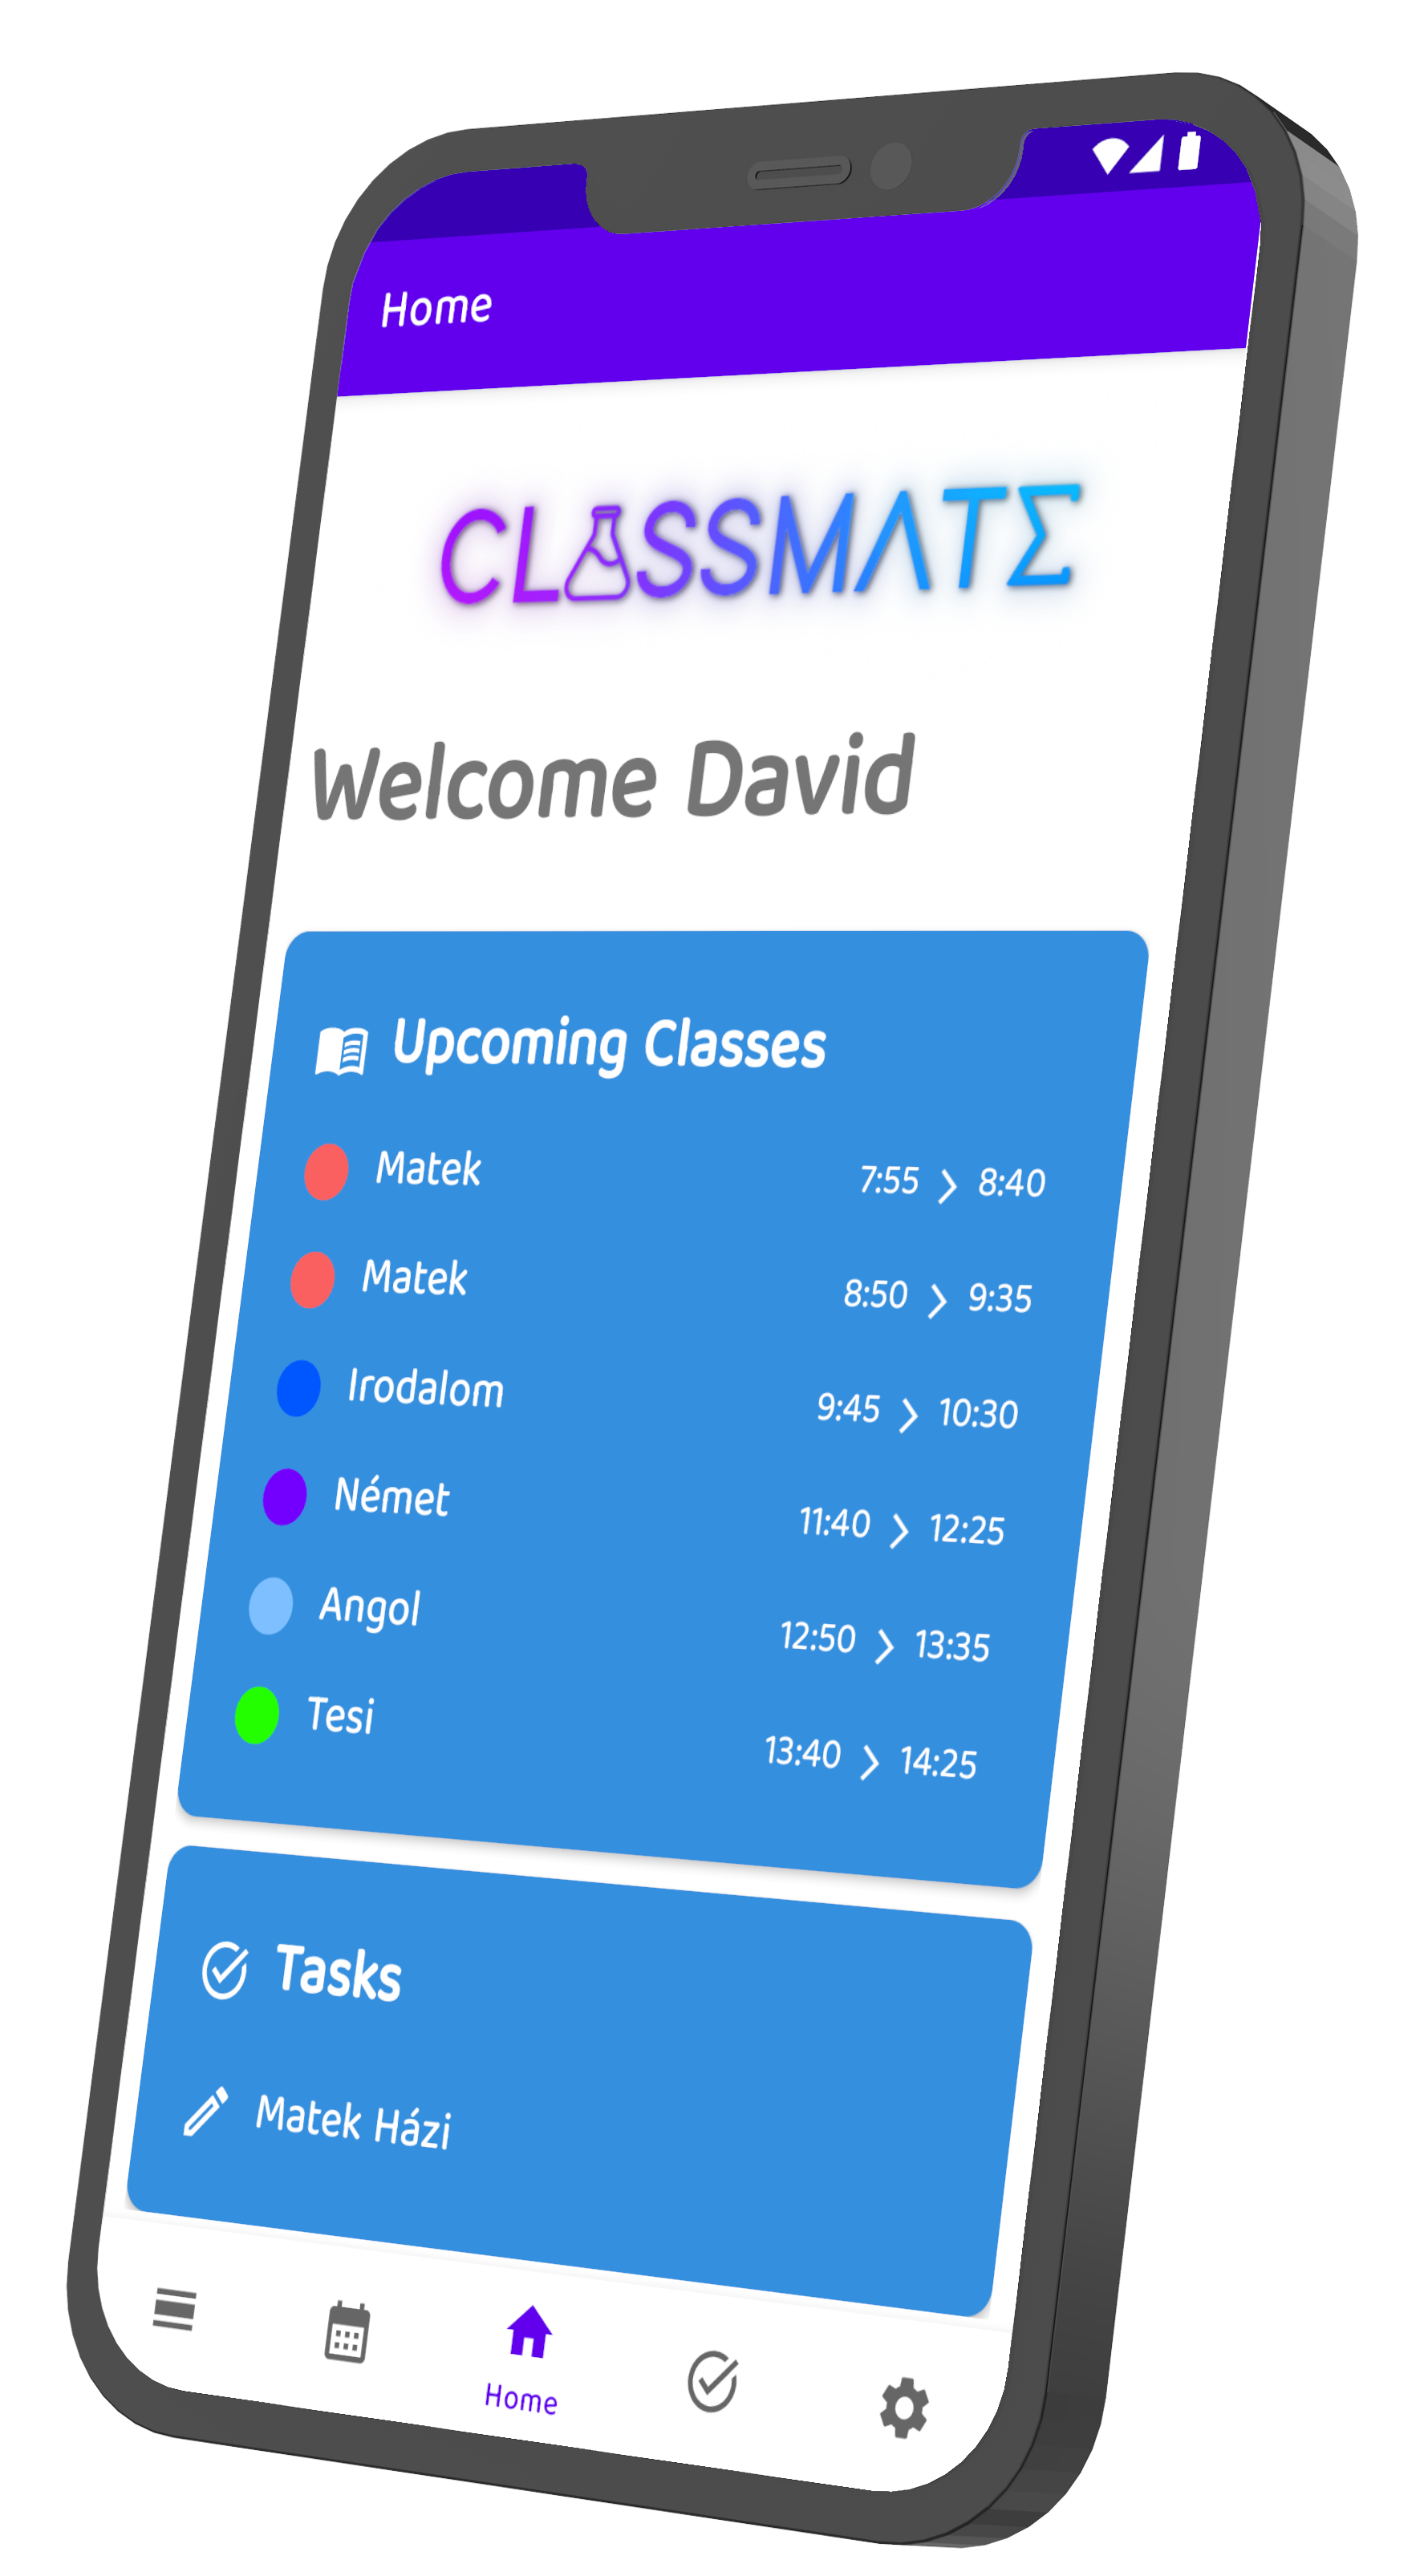 Home
CLASSMATE
Welcome David
Upcoming Classes
Matek 7:55 8:40
Matek 8:50 9:35
Irodalom 9:45 10:30
Német 11:40 12:25
Angol 12:50 13:35
Tesi 13:40 14:25
Tasks
Matek Házi
Home